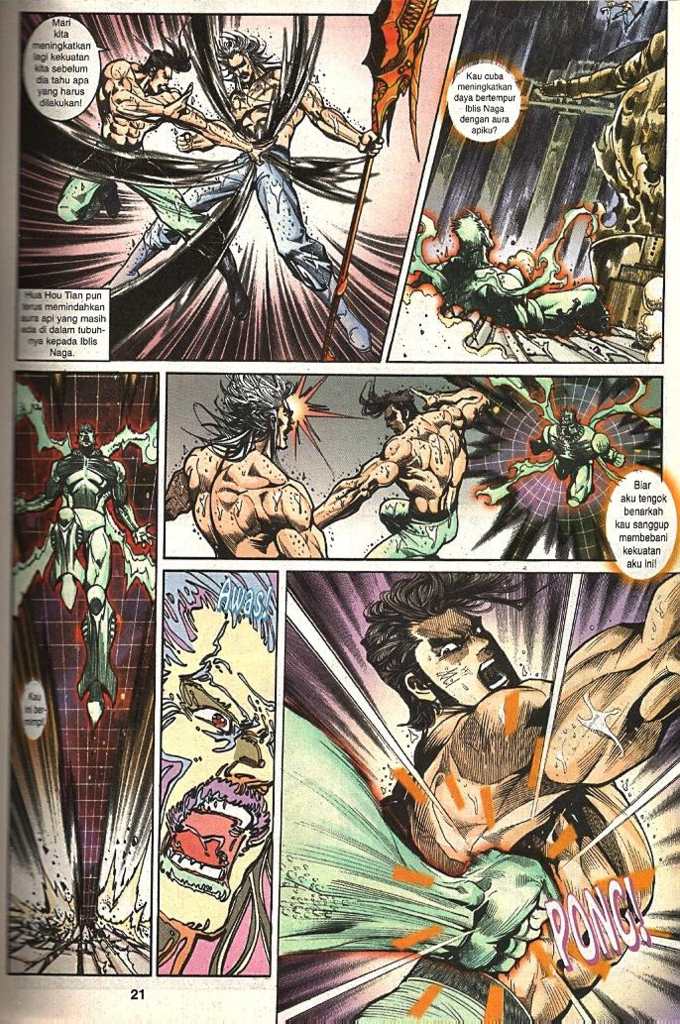 Mari
kita
meningkatkan
lagi kekuatan
kita sebelum
dia tahu apa
yang harus
dilakukan!
Kau cuba
meningkatkan
daya bertempur
Iblis Naga
dengan aura
apiku?
Hua Hou Tian pun
terus memindahkan
aura api yang masih
ada di dalam tubuh-
nya kepada Iblis
Naga.
Biar
aku tengok
benarkah
kau sanggup
membebani
kekuatan
aku ini!
Kau
ini ber-
mimpi!
Awas!
PONG!
21